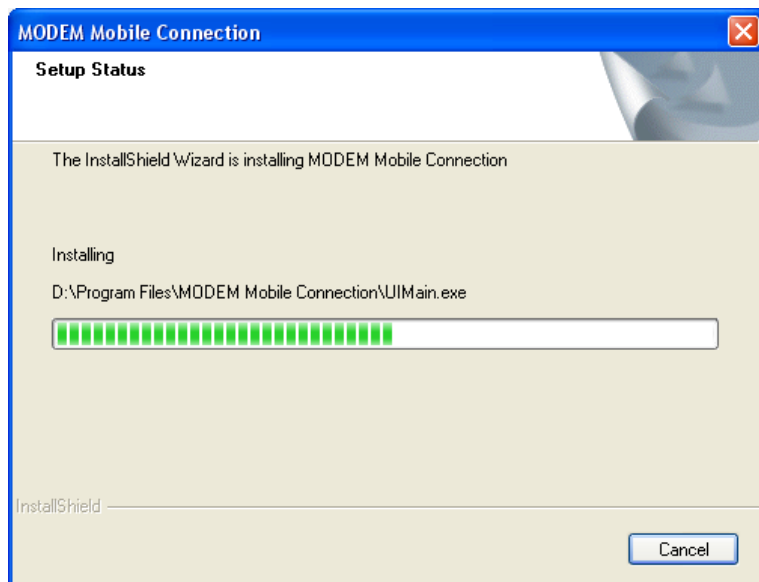 MODEM Mobile Connection
Setup Status
The InstallShield Wizard is installing MODEM Mobile Connection
Installing
D:\Program Files\MODEM Mobile Connection\UIMain.exe
InstallShield
Cancel